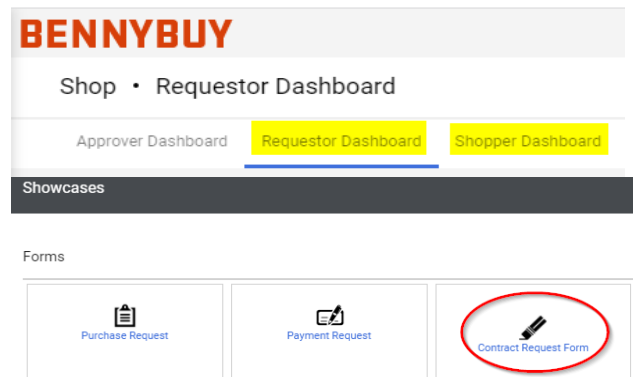 BENNYBUY
Shop • Requestor Dashboard
Approver Dashboard Requestor Dashboard Shopper Dashboard
Showcases
Forms
Purchase Request Payment Request Contract Request Form